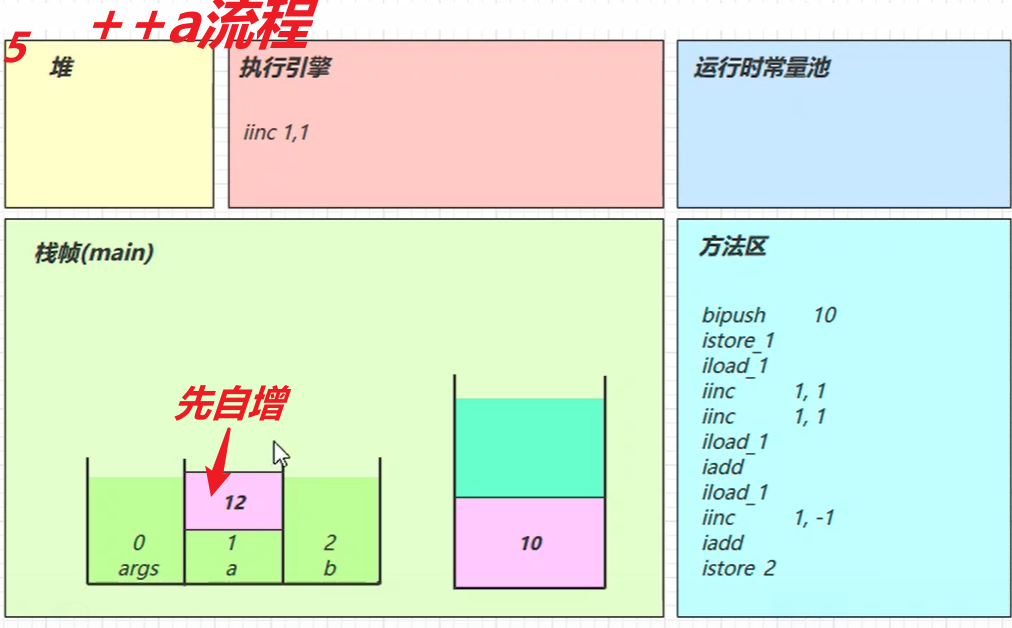 ++a流程
5
堆
执行引擎
iinc 1,1
运行时常量池
栈帧(main)
先自增
12
0 1 2
args a b
10
方法区
bipush 10
istore_1
iload_1
iinc 1, 1
iinc 1, 1
iload_1
iadd
iload_1
iinc 1, -1
iadd
istore 2